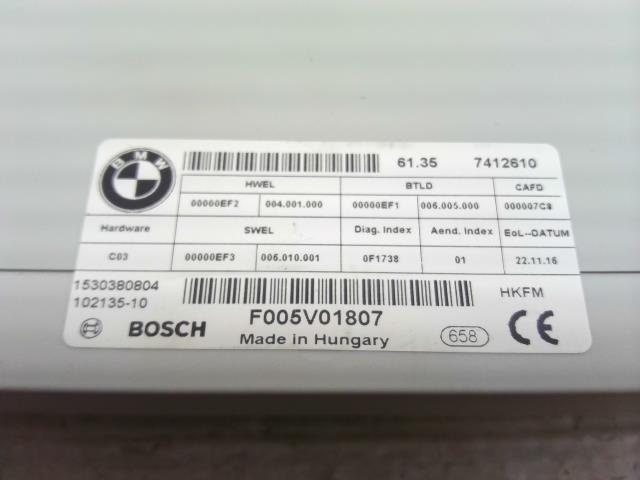 BMW
61.35 7412610
HWEL BTLD CAFD
00000EF2 004.001.000 00000EF1 006.005.000 000007C8
Hardware SWEL Diag. Index Aend. Index EoL-DATUM
C03 00000EF3 006.010.001 0F1738 01 22.11.16
1530380804
102135-10
HKFM
BOSCH F005V01807
Made in Hungary 658 CE